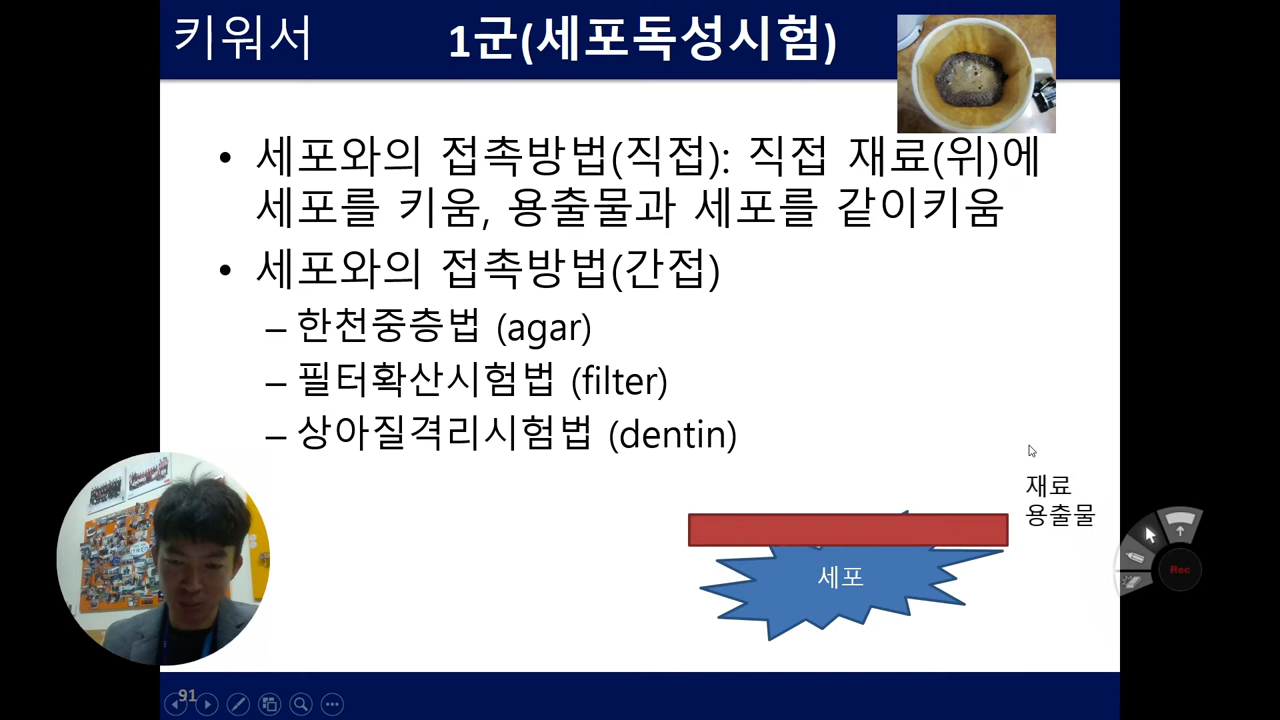 키워서
1군(세포독성시험)
• 세포와의 접촉방법(직접): 직접 재료(위)에
세포를 키움, 용출물과 세포를 같이키움
• 세포와의 접촉방법(간접)
– 한천중층법 (agar)
– 필터확산시험법 (filter)
– 상아질격리시험법 (dentin)
재료
용출물
세포
Rec
91